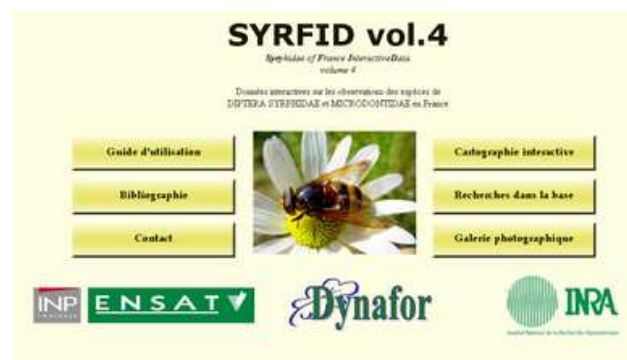 SYRFID vol.4
Syrphidae of France Interactive Data
volume 4
Données interactives sur les observations des espèces de
DIPTERA SYRPHIDAE et MICRODONTIDAE en France
Guide d'utilisation
Cartographie interactive
Bibliographie
Recherches dans la base
Contact
Galerie photographique
INP ENSAT
Dynafor
INRA